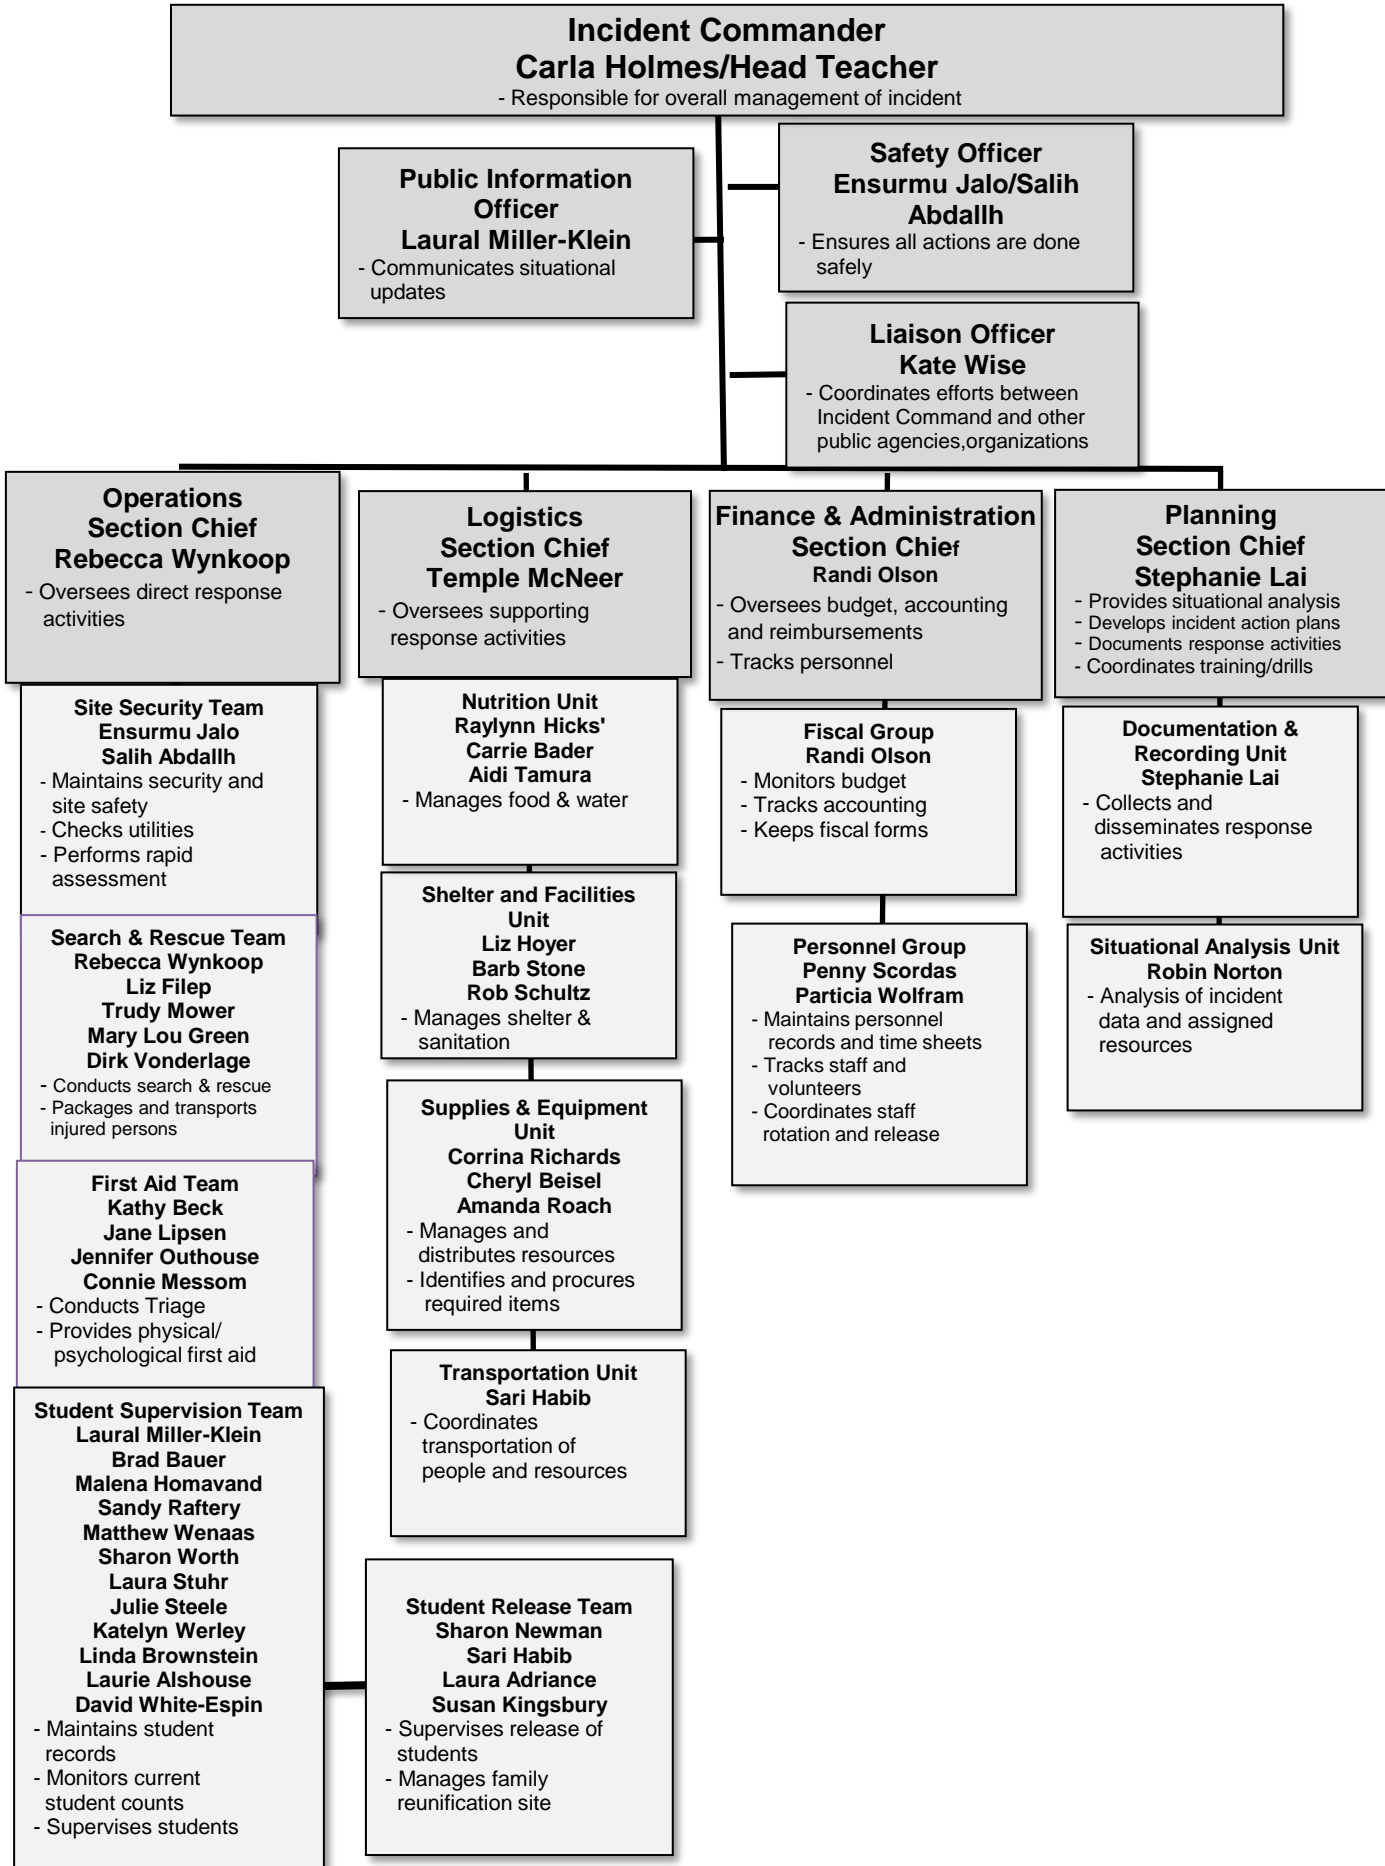 Incident Commander
Carla Holmes/Head Teacher
- Responsible for overall management of incident
Public Information
Officer
Laural Miller-Klein
- Communicates situational
updates
Safety Officer
Ensurmu Jalo/Salih
Abdallh
- Ensures all actions are done
safely
Liaison Officer
Kate Wise
- Coordinates efforts between
Incident Command and other
public agencies,organizations
Operations
Section Chief
Rebecca Wynkoop
- Oversees direct response
activities
Site Security Team
Ensurmu Jalo
Salih Abdallh
- Maintains security and
site safety
- Checks utilities
- Performs rapid
assessment
Search & Rescue Team
Rebecca Wynkoop
Liz Filep
Trudy Mower
Mary Lou Green
Dirk Vonderlage
- Conducts search & rescue
- Packages and transports
injured persons
First Aid Team
Kathy Beck
Jane Lipsen
Jennifer Outhouse
Connie Messom
- Conducts Triage
- Provides physical/
psychological first aid
Student Supervision Team
Laural Miller-Klein
Brad Bauer
Malena Homavand
Sandy Raftery
Matthew Wenaas
Sharon Worth
Laura Stuhr
Julie Steele
Katelyn Werley
Linda Brownstein
Laurie Alshouse
David White-Espin
- Maintains student
records
- Monitors current
student counts
- Supervises students
Logistics
Section Chief
Temple McNeer
- Oversees supporting
response activities
Nutrition Unit
Raylynn Hicks'
Carrie Bader
Aidi Tamura
- Manages food & water
Shelter and Facilities
Unit
Liz Hoyer
Barb Stone
Rob Schultz
- Manages shelter &
sanitation
Supplies & Equipment
Unit
Corrina Richards
Cheryl Beisel
Amanda Roach
- Manages and
distributes resources
- Identifies and procures
required items
Transportation Unit
Sari Habib
- Coordinates
transportation of
people and resources
Student Release Team
Sharon Newman
Sari Habib
Laura Adriance
Susan Kingsbury
- Supervises release of
students
- Manages family
reunification site
Finance & Administration
Section Chief
Randi Olson
- Oversees budget, accounting
and reimbursements
- Tracks personnel
Fiscal Group
Randi Olson
- Monitors budget
- Tracks accounting
- Keeps fiscal forms
Personnel Group
Penny Scordas
Particia Wolfram
- Maintains personnel
records and time sheets
- Tracks staff and
volunteers
- Coordinates staff
rotation and release
Planning
Section Chief
Stephanie Lai
- Provides situational analysis
- Develops incident action plans
- Documents response activities
- Coordinates training/drills
Documentation &
Recording Unit
Stephanie Lai
- Collects and
disseminates response
activities
Situational Analysis Unit
Robin Norton
- Analysis of incident
data and assigned
resources